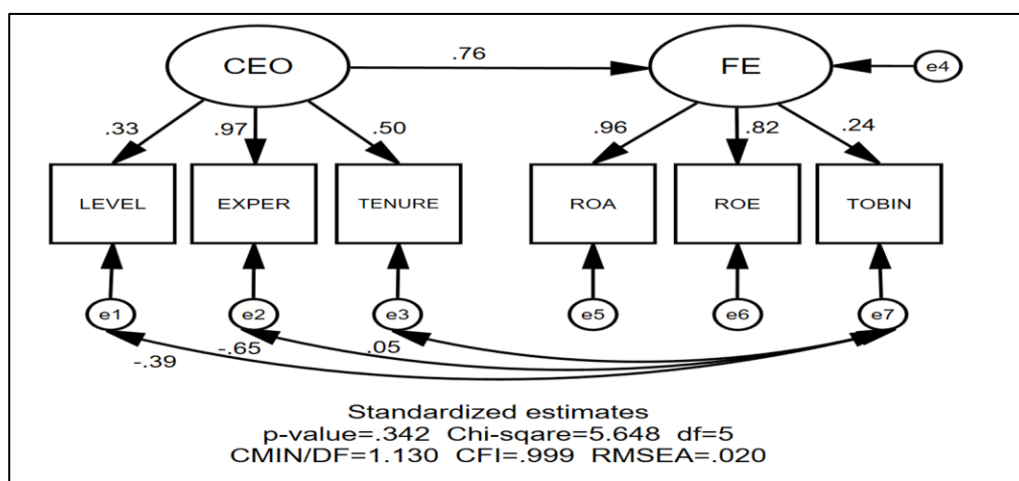 CEO
.76
FE
e4
.33
.97
.50
.96
.82
.24
LEVEL
EXPER
TENURE
ROA
ROE
TOBIN
e1
e2
e3
e5
e6
e7
-.39
-.65
.05
Standardized estimates
p-value=.342 Chi-sqare=5.648 df=5
CMIN/DF=1.130 CFI=.999 RMSEA=.020